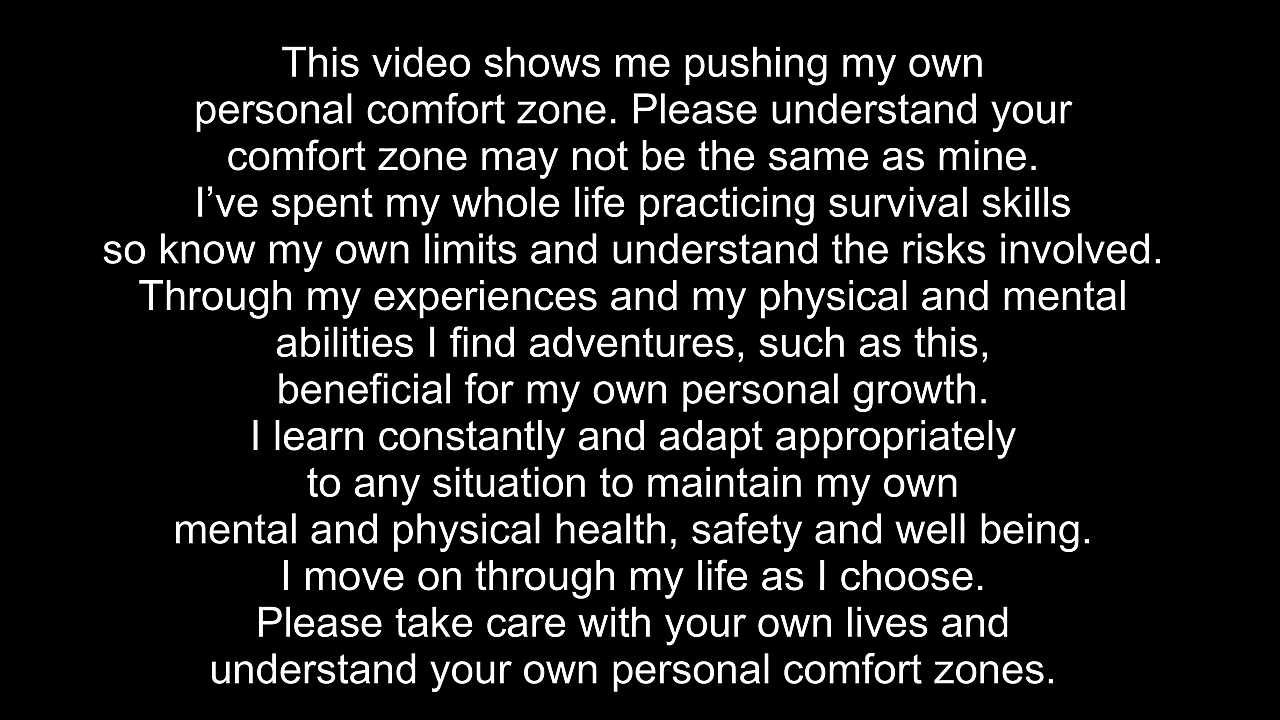 This video shows me pushing my own
personal comfort zone. Please understand your
comfort zone may not be the same as mine.
I’ve spent my whole life practicing survival skills
so know my own limits and understand the risks involved.
Through my experiences and my physical and mental
abilities I find adventures, such as this,
beneficial for my own personal growth.
I learn constantly and adapt appropriately
to any situation to maintain my own
mental and physical health, safety and well being.
I move on through my life as I choose.
Please take care with your own lives and
understand your own personal comfort zones.